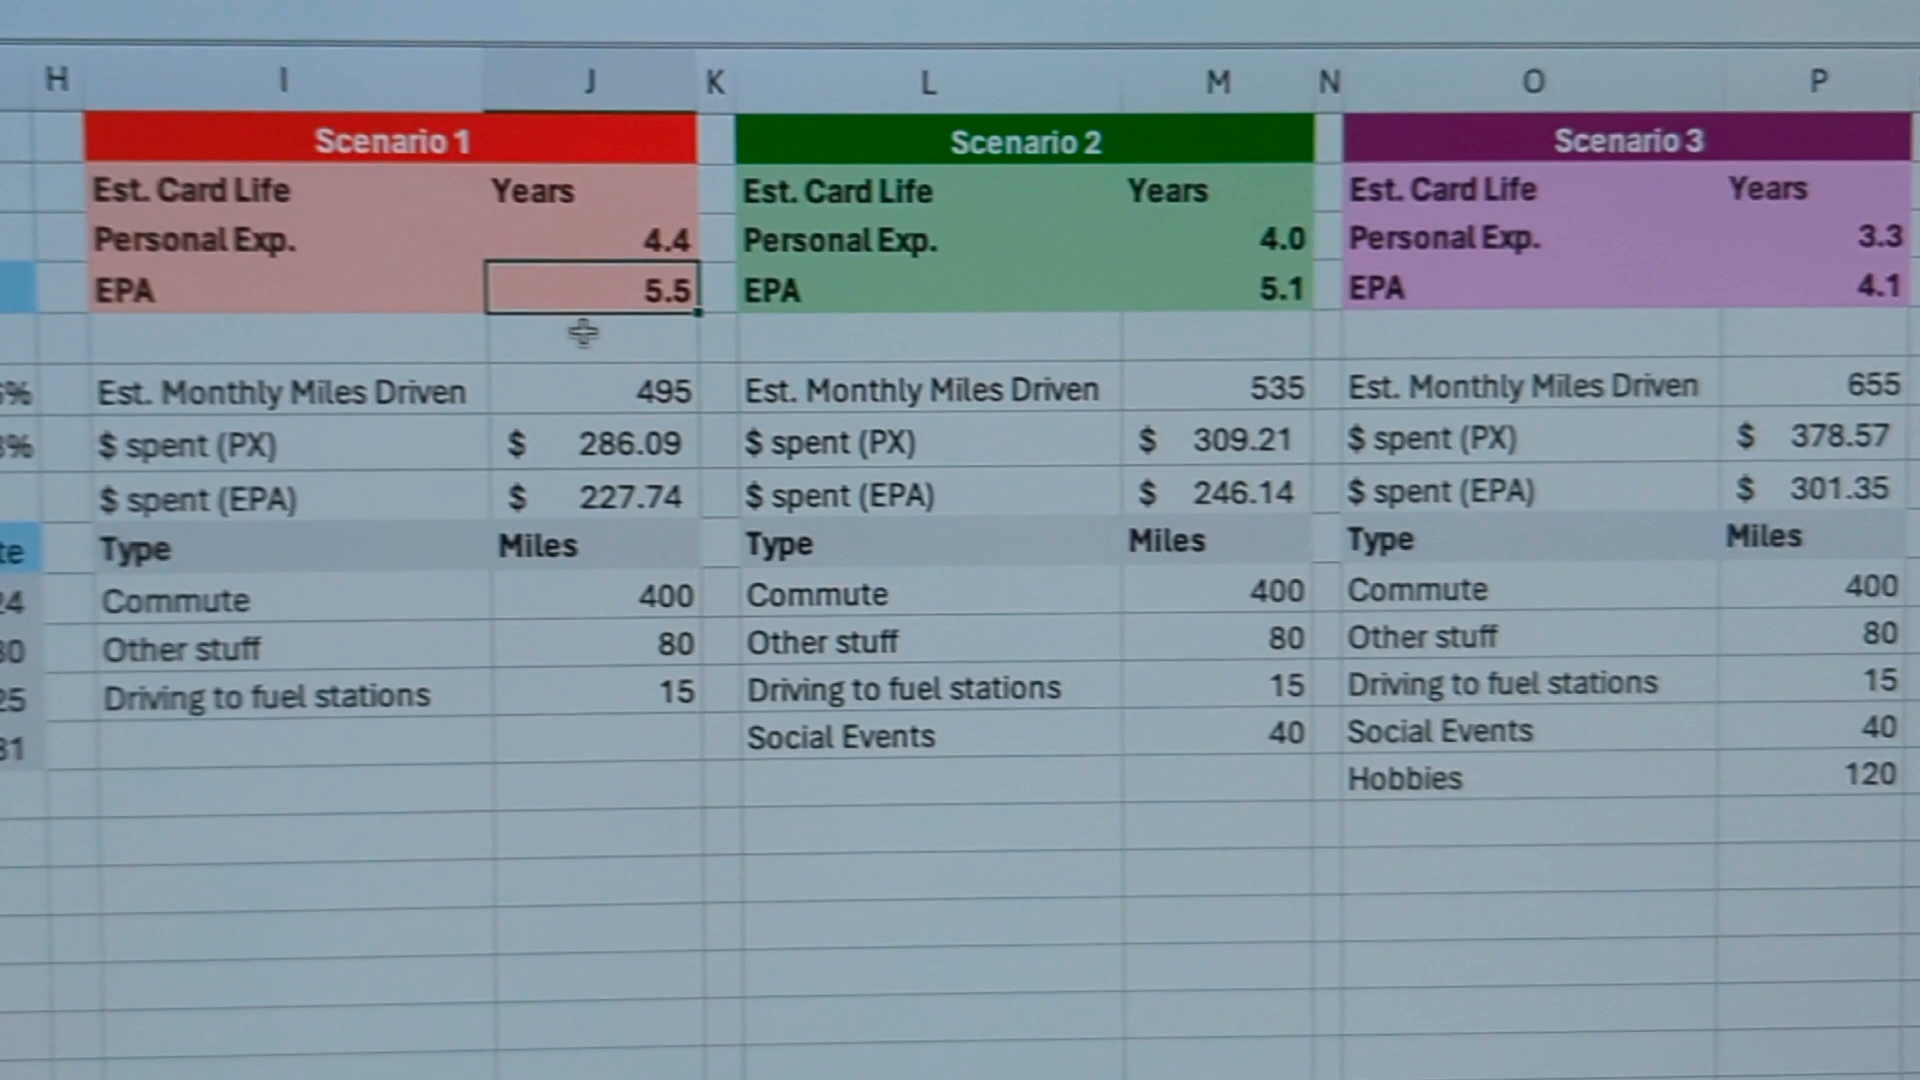 H I J K L M N O P
Scenario 1 Scenario 2 Scenario 3
Est. Card Life Years Est. Card Life Years Est. Card Life Years
Personal Exp. 4.4 Personal Exp. 4.0 Personal Exp. 3.3
EPA 5.5 EPA 5.1 EPA 4.1
% Est. Monthly Miles Driven 495 Est. Monthly Miles Driven 535 Est. Monthly Miles Driven 655
% $ spent (PX) $ 286.09 $ spent (PX) $ 309.21 $ spent (PX) $ 378.57
$ spent (EPA) $ 227.74 $ spent (EPA) $ 246.14 $ spent (EPA) $ 301.35
te Type Miles Type Miles Type Miles
24 Commute 400 Commute 400 Commute 400
30 Other stuff 80 Other stuff 80 Other stuff 80
25 Driving to fuel stations 15 Driving to fuel stations 15 Driving to fuel stations 15
31 Social Events 40 Social Events 40
Hobbies 120